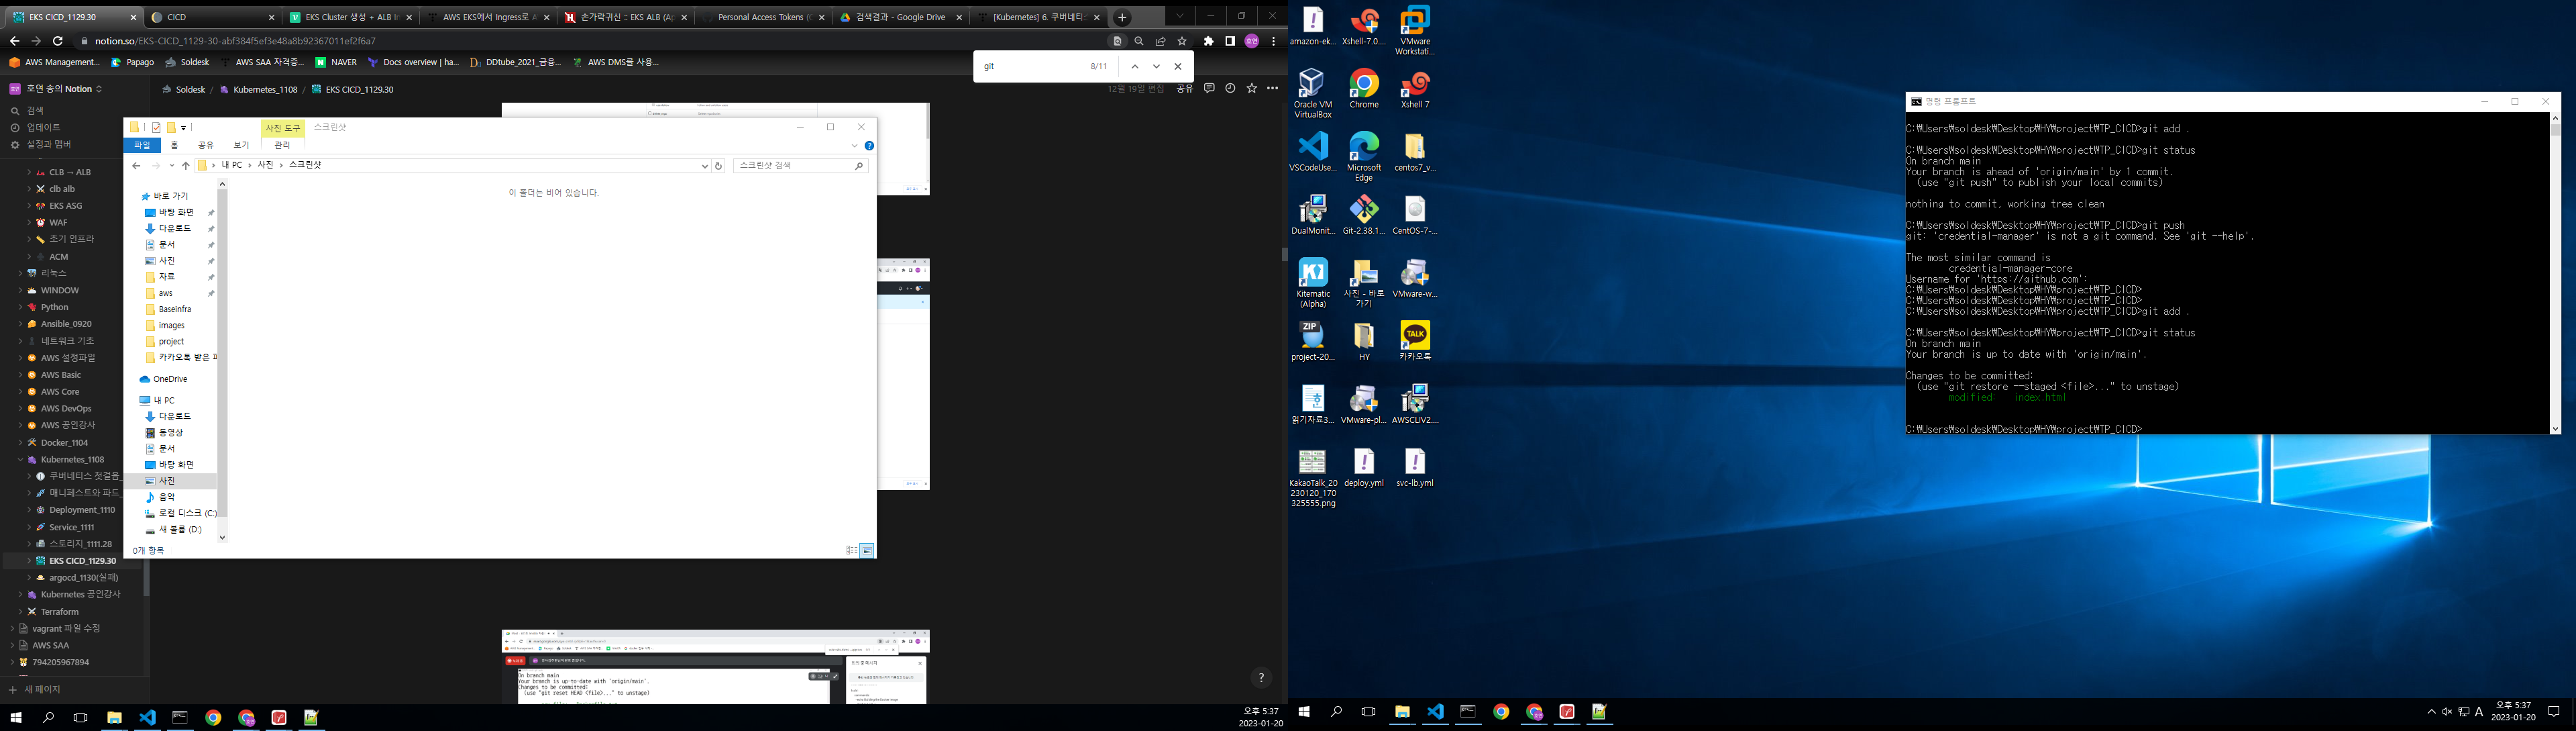 EKS CICD_1129.30
CICD
EKS Cluster 생성 + ALB In
AWS EKS에서 Ingress로 A
손가락귀신 :: EKS ALB (Ap
Personal Access Tokens (C
검색결과 - Google Drive
[Kubernetes] 6. 쿠버네티스
notion.so/EKS-CICD_1129-30-abf384f5ef3e48a8b92367011ef2f6a7
AWS Management...
Papago
Soldesk
AWS SAA 자격증...
NAVER
Docs overview | ha...
DDtube_2021_금융...
AWS DMS를 사용...
git
8/11
호연 송의 Notion
Soldesk / Kubernetes_1108 / EKS CICD_1129.30
12월 19일 편집
공유
검색
업데이트
설정과 멤버
CLB → ALB
clb alb
EKS ASG
WAF
초기 인프라
ACM
리눅스
WINDOW
Python
Ansible_0920
네트워크 기초
AWS 설정파일
AWS Basic
AWS Core
AWS DevOps
AWS 공인강사
Docker_1104
Kubernetes_1108
쿠버네티스 첫걸음_
매니페스트와 파드_
Deployment_1110
Service_1111
스토리지_1111.28
EKS CICD_1129.30
argocd_1130(실패)
Kubernetes 공인강사
Terraform
vagrant 파일 수정
AWS SAA
794205967894
새 페이지
사진 도구
스크린샷
파일
홈
공유
보기
관리
내 PC > 사진 > 스크린샷
스크린샷 검색
이 폴더는 비어 있습니다.
바로 가기
바탕 화면
다운로드
문서
사진
자료
aws
Baseinfra
images
project
카카오톡 받은 파
OneDrive
내 PC
다운로드
동영상
문서
바탕 화면
사진
음악
로컬 디스크 (C:)
새 볼륨 (D:)
0개 항목
On branch main
Your branch is up-to-date with 'origin/main'.
Changes to be committed:
(use "git reset HEAD <file>..." to unstage)
오후 5:37
2023-01-20
amazon-ek...
Xshell-7.0....
VMware Workstati...
Oracle VM VirtualBox
Chrome
Xshell 7
VSCodeUse...
Microsoft Edge
centos7_v...
DualMonit...
Git-2.38.1...
CentOS-7-...
Kitematic (Alpha)
사진 - 바로 가기
VMware-w...
project-20...
HY
카카오톡
읽기자료3...
VMware-pl...
AWSCLIV2....
KakaoTalk_20230120_170325555.png
deploy.yml
svc-lb.yml
명령 프롬프트
C:\Users\soldesk\Desktop\HY\project\TP_CICD>git add .
C:\Users\soldesk\Desktop\HY\project\TP_CICD>git status
On branch main
Your branch is ahead of 'origin/main' by 1 commit.
(use "git push" to publish your local commits)
nothing to commit, working tree clean
C:\Users\soldesk\Desktop\HY\project\TP_CICD>git push
git: 'credential-manager' is not a git command. See 'git --help'.
The most similar command is
credential-manager-core
Username for 'https://github.com':
C:\Users\soldesk\Desktop\HY\project\TP_CICD>
C:\Users\soldesk\Desktop\HY\project\TP_CICD>
C:\Users\soldesk\Desktop\HY\project\TP_CICD>git add .
C:\Users\soldesk\Desktop\HY\project\TP_CICD>git status
On branch main
Your branch is up to date with 'origin/main'.
Changes to be committed:
(use "git restore --staged <file>..." to unstage)
modified:   index.html
C:\Users\soldesk\Desktop\HY\project\TP_CICD>
A
오후 5:37
2023-01-20